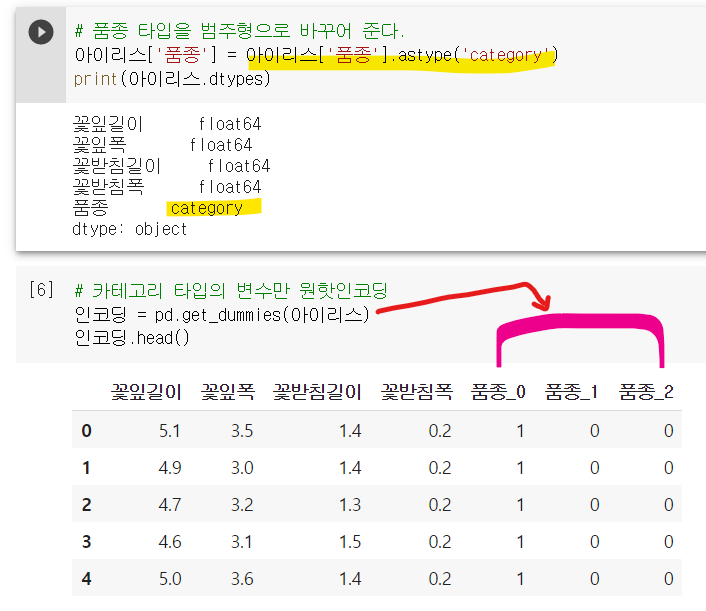 # 품종 타입을 범주형으로 바꾸어 준다.
아이리스['품종'] = 아이리스['품종'].astype('category')
print(아이리스.dtypes)
꽃잎길이 float64
꽃잎폭 float64
꽃받침길이 float64
꽃받침폭 float64
품종 category
dtype: object
[6] # 카테고리 타입의 변수만 원핫인코딩
인코딩 = pd.get_dummies(아이리스)
인코딩.head()
꽃잎길이 꽃잎폭 꽃받침길이 꽃받침폭 품종_0 품종_1 품종_2
0 5.1 3.5 1.4 0.2 1 0 0
1 4.9 3.0 1.4 0.2 1 0 0
2 4.7 3.2 1.3 0.2 1 0 0
3 4.6 3.1 1.5 0.2 1 0 0
4 5.0 3.6 1.4 0.2 1 0 0